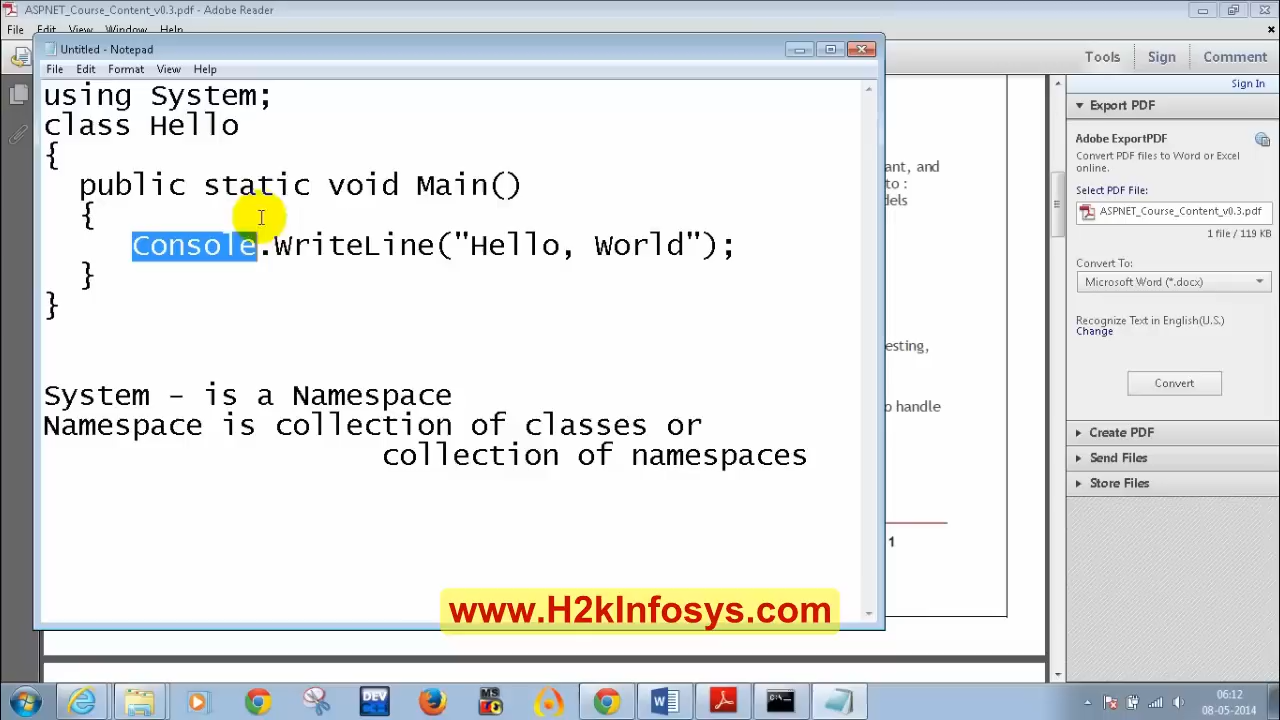 ASPNET_Course_Content_v0.3.pdf - Adobe Reader
File Edit View Window Help
Untitled - Notepad
File Edit Format View Help
using System;
class Hello
{
public static void Main()
{
Console.WriteLine("Hello, World");
}
}
System - is a Namespace
Namespace is collection of classes or
collection of namespaces
ant, and
to :
dels
esting,
o handle
1
Tools Sign Comment
Sign In
Export PDF
Adobe ExportPDF
Convert PDF files to Word or Excel
online.
Select PDF File:
ASPNET_Course_Content_v0.3.pdf
1 file / 119 KB
Convert To:
Microsoft Word (*.docx)
Recognize Text in English(U.S.)
Change
Convert
Create PDF
Send Files
Store Files
www.H2kInfosys.com
DEV
MS
06:12
08-05-2014